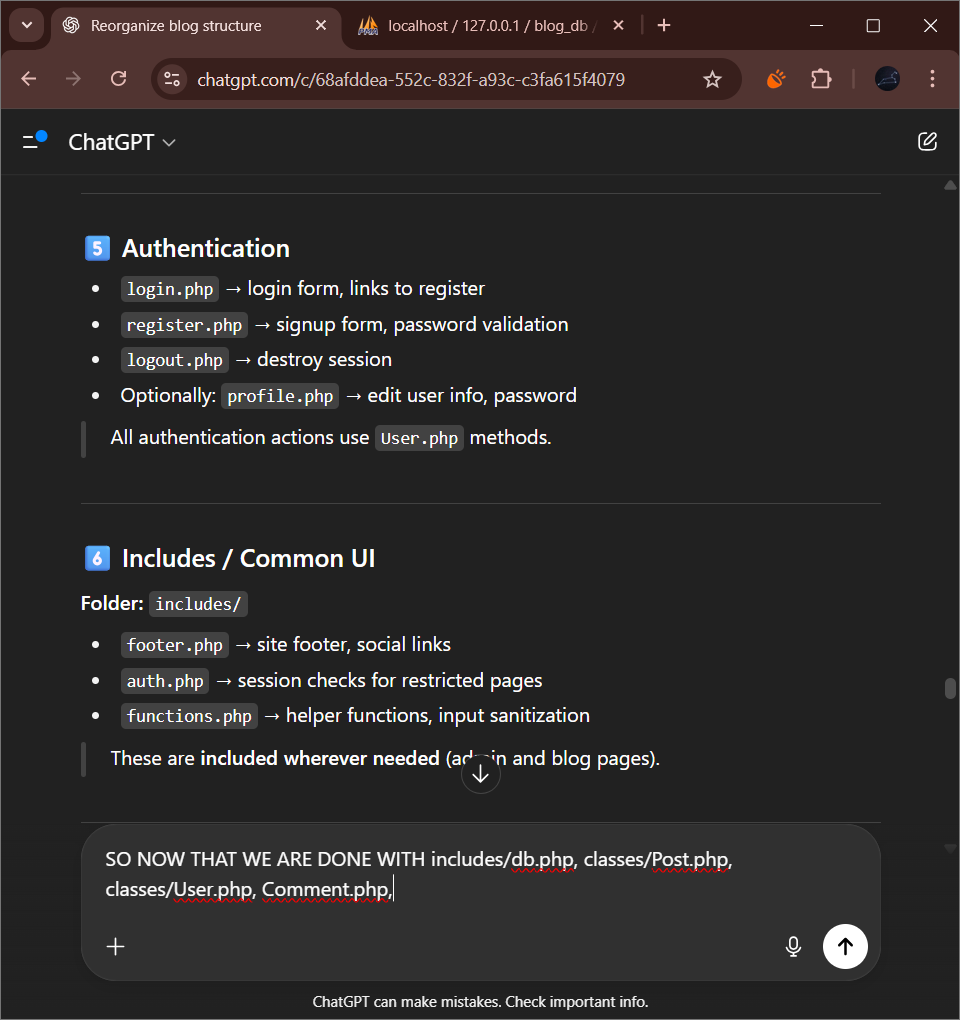 Reorganize blog structure
localhost / 127.0.0.1 / blog_db /
chatgpt.com/c/68afddea-552c-832f-a93c-c3fa615f4079
ChatGPT
5 Authentication
• login.php → login form, links to register
• register.php → signup form, password validation
• logout.php → destroy session
• Optionally: profile.php → edit user info, password
All authentication actions use User.php methods.
6 Includes / Common UI
Folder: includes/
• footer.php → site footer, social links
• auth.php → session checks for restricted pages
• functions.php → helper functions, input sanitization
These are included wherever needed (admin and blog pages).
SO NOW THAT WE ARE DONE WITH includes/db.php, classes/Post.php,
classes/User.php, Comment.php,
ChatGPT can make mistakes. Check important info.